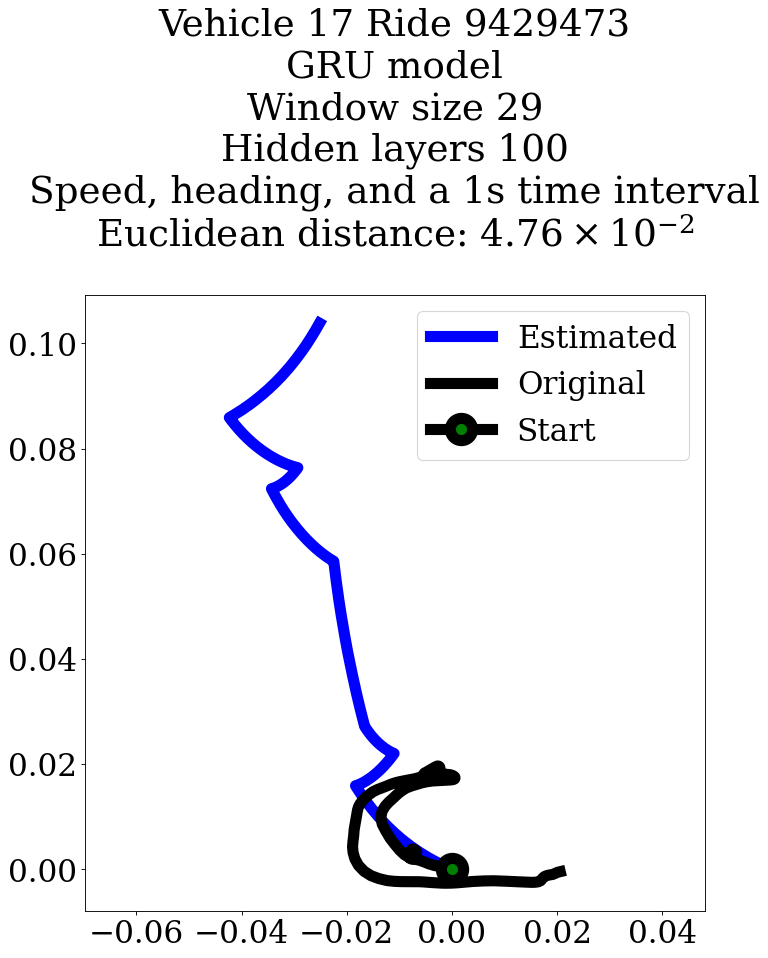 Vehicle 17 Ride 9429473
GRU model
Window size 29
Hidden layers 100
Speed, heading, and a 1s time interval
Euclidean distance: 4.76 × 10⁻²
Estimated
Original
Start
0.10
0.08
0.06
0.04
0.02
0.00
−0.06 −0.04 −0.02 0.00 0.02 0.04